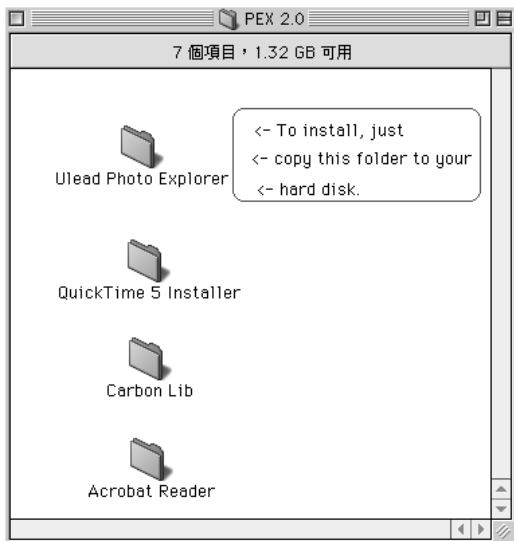 PEX 2.0
7 個項目，1.32 GB 可用
<- To install, just
<- copy this folder to your
<- hard disk.
Ulead Photo Explorer
QuickTime 5 Installer
Carbon Lib
Acrobat Reader